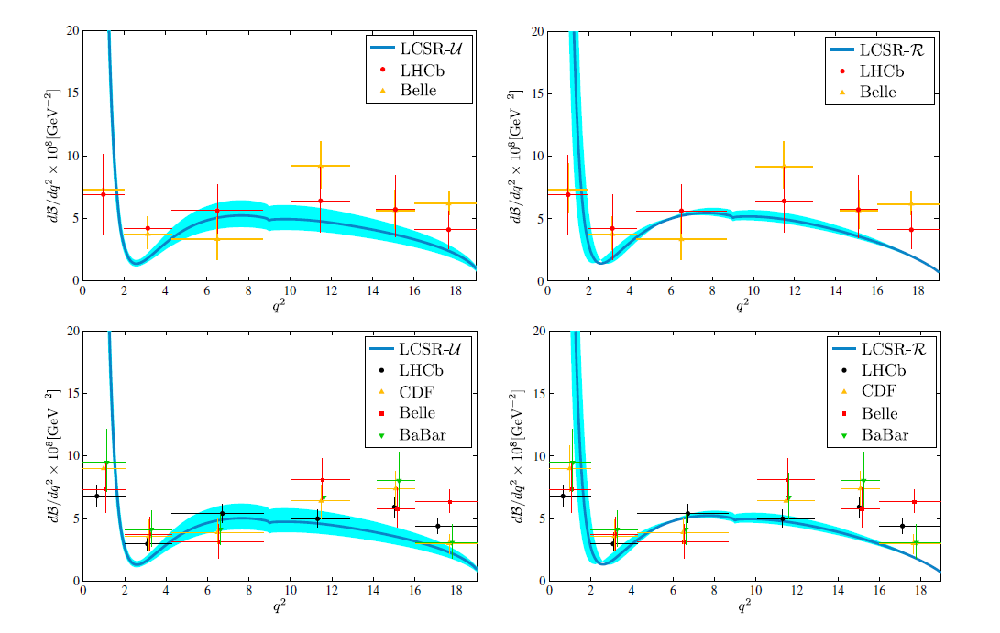 20
15
10
5
0
0 2 4 6 8 10 12 14 16 18
q²
dB/dq² × 10⁸[GeV⁻²]
LCSR-𝒰
LHCb
Belle
20
15
10
5
0
0 2 4 6 8 10 12 14 16 18
q²
dℬ/dq² × 10⁸[GeV⁻²]
LCSR-ℛ
LHCb
Belle
20
15
10
5
0
0 2 4 6 8 10 12 14 16 18
q²
dℬ/dq² × 10⁸[GeV⁻²]
LCSR-𝒰
LHCb
CDF
Belle
BaBar
20
15
10
5
0
0 2 4 6 8 10 12 14 16 18
q²
dℬ/dq² × 10⁸[GeV⁻²]
LCSR-ℛ
LHCb
CDF
Belle
BaBar